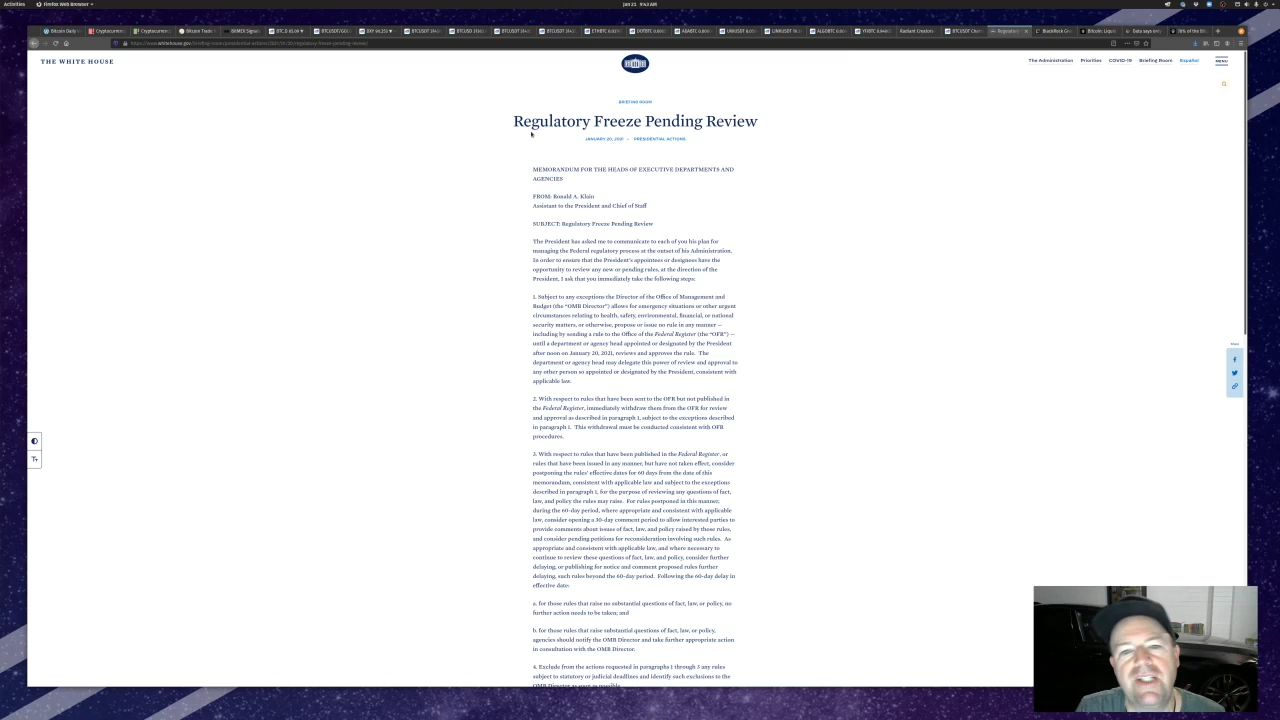 Activities
Firefox Web Browser
Jan 21 9:43 AM
Bitcoin Daily
Cryptocurren
Cryptocurren
Bitcoin Trade
BitMEX Signal
THE WHITE HOUSE
The Administration
Priorities
COVID-19
Briefing Room
Español
MENU
BRIEFING ROOM
Regulatory Freeze Pending Review
JANUARY 20, 2021 • PRESIDENTIAL ACTIONS
MEMORANDUM FOR THE HEADS OF EXECUTIVE DEPARTMENTS AND
AGENCIES
FROM: Ronald A. Klain
Assistant to the President and Chief of Staff
SUBJECT: Regulatory Freeze Pending Review
The President has asked me to communicate to each of you his plan for
managing the Federal regulatory process at the outset of his Administration.
In order to ensure that the President's appointees or designees have the
opportunity to review any new or pending rules, at the direction of the
President, I ask that you immediately take the following steps:
1. Subject to any exceptions the Director of the Office of Management and
Budget (the “OMB Director”) allows for emergency situations or other urgent
circumstances relating to health, safety, environmental, financial, or national
security matters, or otherwise, propose or issue no rule in any manner —
including by sending a rule to the Office of the Federal Register (the “OFR”) —
until a department or agency head appointed or designated by the President
after noon on January 20, 2021, reviews and approves the rule. The
department or agency head may delegate this power of review and approval to
any other person so appointed or designated by the President, consistent with
applicable law.
2. With respect to rules that have been sent to the OFR but not published in
the Federal Register, immediately withdraw them from the OFR for review
and approval as described in paragraph 1, subject to the exceptions described
in paragraph 1. This withdrawal must be conducted consistent with OFR
procedures.
3. With respect to rules that have been published in the Federal Register, or
rules that have been issued in any manner, but have not taken effect, consider
postponing the rules' effective dates for 60 days from the date of this
memorandum, consistent with applicable law and subject to the exceptions
described in paragraph 1, for the purpose of reviewing any questions of fact,
law, and policy the rules may raise. For rules postponed in this manner,
during the 60-day period, where appropriate and consistent with applicable
law, consider opening a 30-day comment period to allow interested parties to
provide comments about issues of fact, law, and policy raised by those rules,
and consider pending petitions for reconsideration involving such rules. As
appropriate and consistent with applicable law, and where necessary to
continue to review these questions of fact, law, and policy, consider further
delaying, or publishing for notice and comment proposed rules further
delaying, such rules beyond the 60-day period. Following the 60-day delay in
effective date:
a. for those rules that raise no substantial questions of fact, law, or policy, no
further action needs to be taken; and
b. for those rules that raise substantial questions of fact, law, or policy,
agencies should notify the OMB Director and take further appropriate action
in consultation with the OMB Director.
4. Exclude from the actions requested in paragraphs 1 through 3 any rules
subject to statutory or judicial deadlines and identify such exclusions to the
OMB Director as soon as possible.
Share